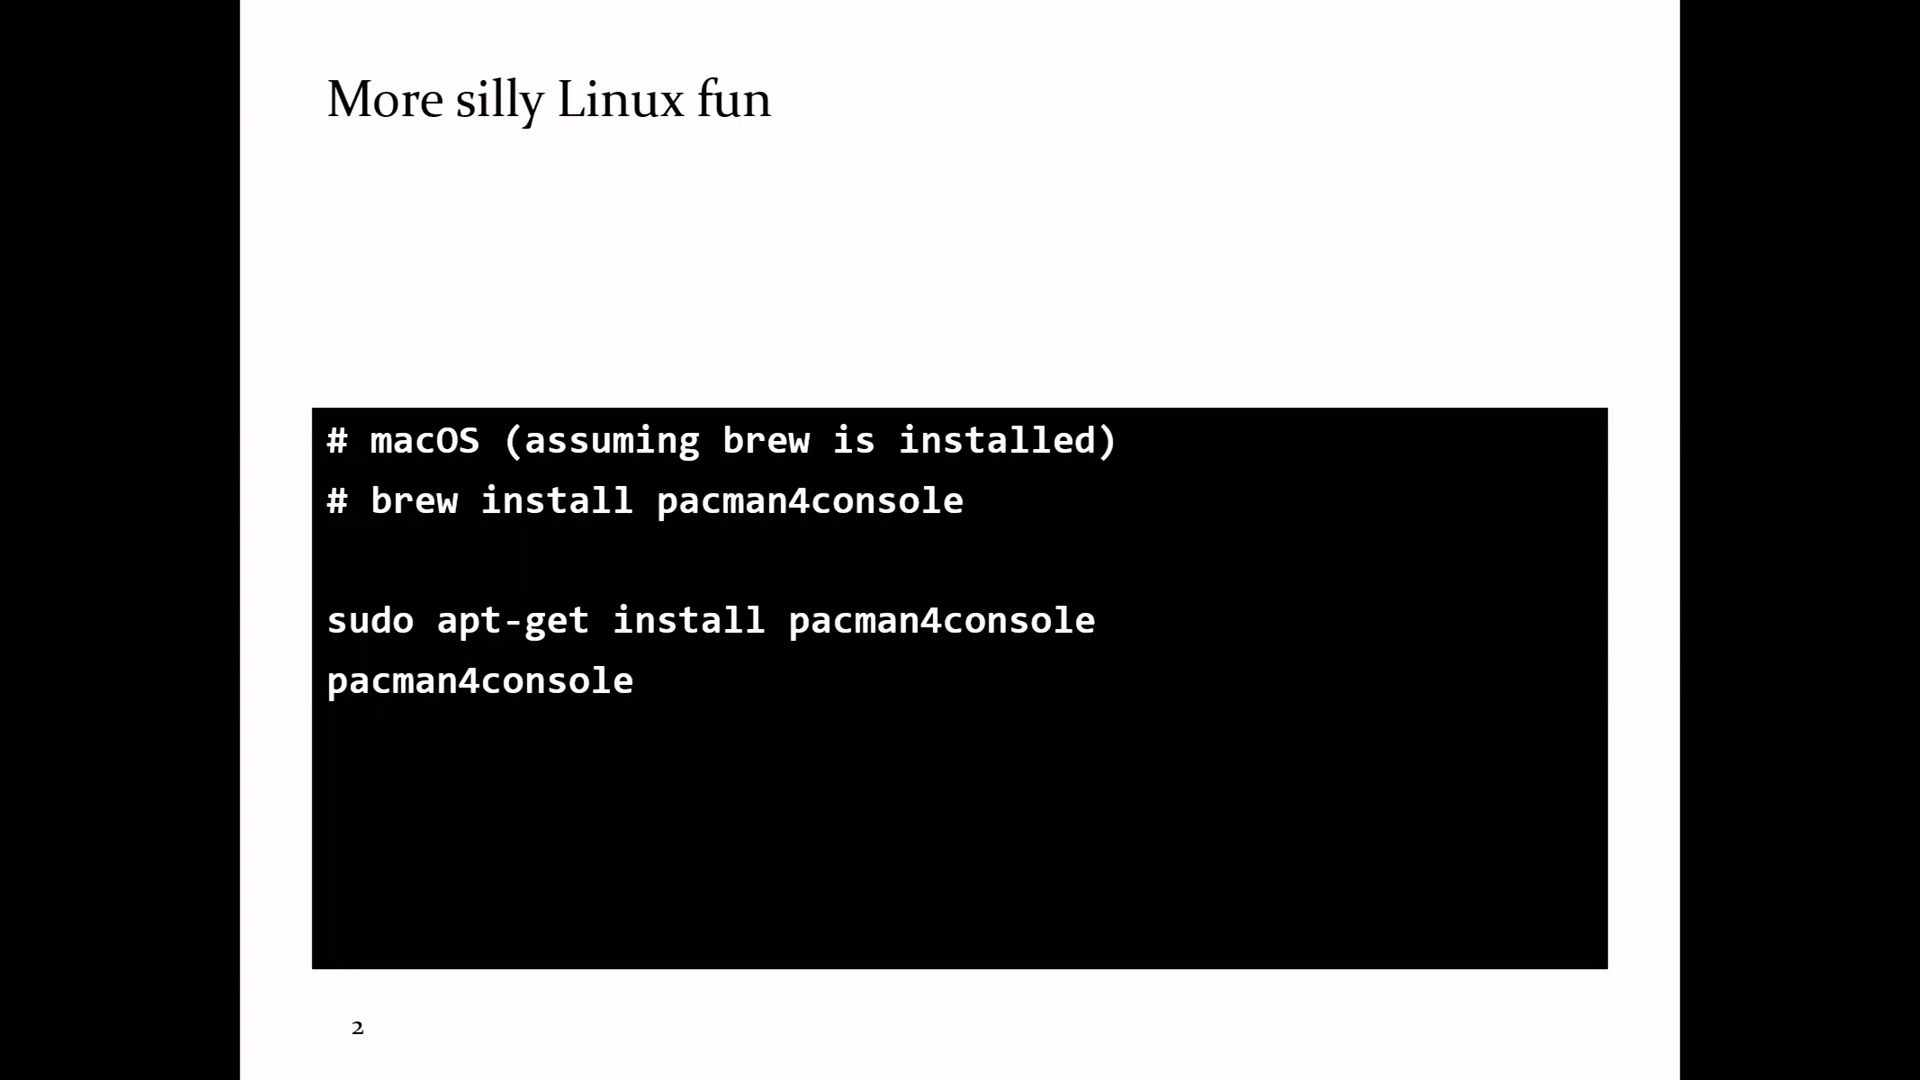 More silly Linux fun
# macOS (assuming brew is installed)
# brew install pacman4console
sudo apt-get install pacman4console
pacman4console
2